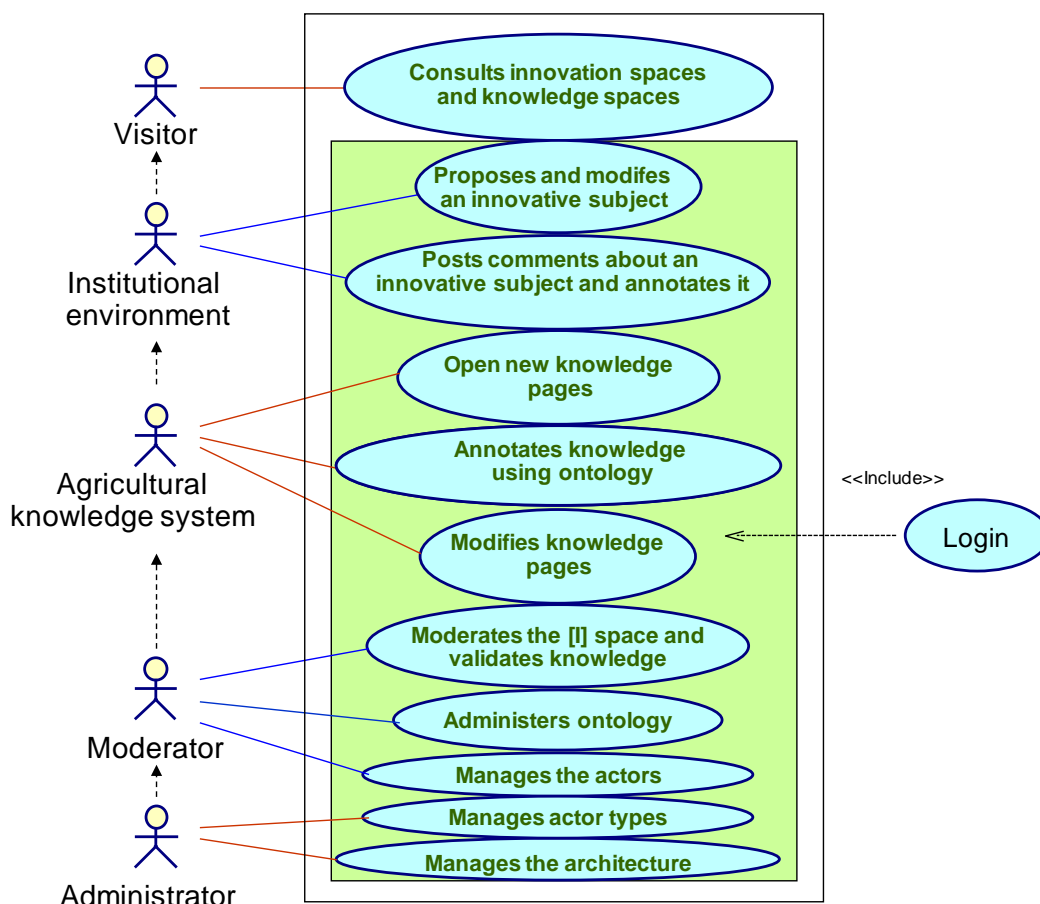 Consults innovation spaces
and knowledge spaces
Visitor
Proposes and modifes
an innovative subject
Institutional
environment
Posts comments about an
innovative subject and annotates it
Open new knowledge
pages
Agricultural
knowledge system
Annotates knowledge
using ontology
<<Include>>
Login
Modifies knowledge
pages
Moderates the [I] space and
validates knowledge
Moderator
Administers ontology
Manages the actors
Manages actor types
Manages the architecture
Administrator